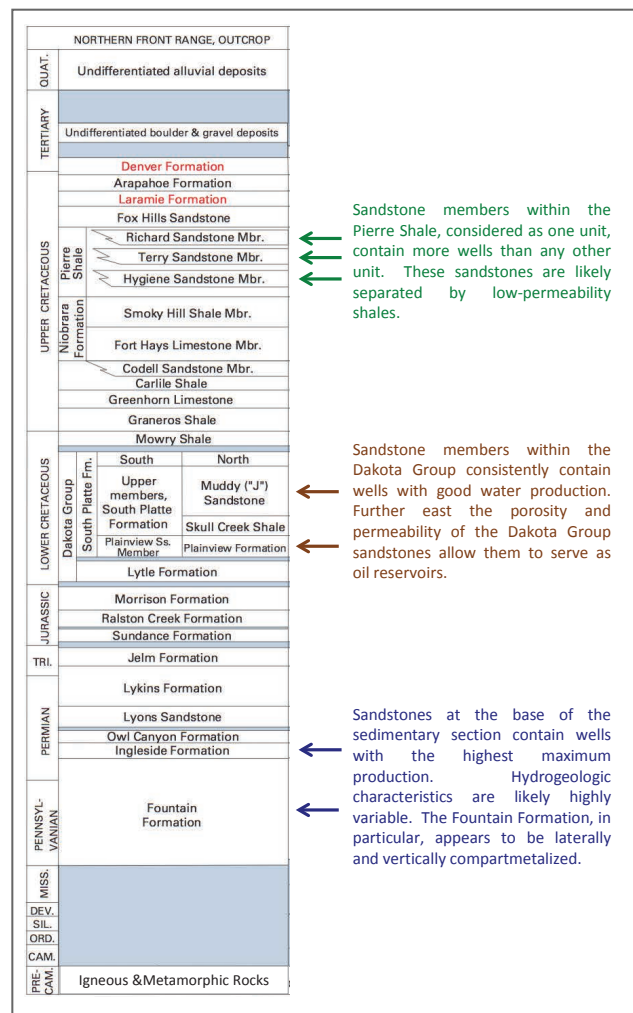 NORTHERN FRONT RANGE, OUTCROP
QUAT.
Undifferentiated alluvial deposits
TERTIARY
Undifferentiated boulder & gravel deposits
Denver Formation
UPPER CRETACEOUS
Arapahoe Formation
Laramie Formation
Fox Hills Sandstone
Pierre
Shale
Richard Sandstone Mbr.
Terry Sandstone Mbr.
Hygiene Sandstone Mbr.
Sandstone members within the
Pierre Shale, considered as one unit,
contain more wells than any other
unit. These sandstones are likely
separated by low-permeability
shales.
Niobrara
Formation
Smoky Hill Shale Mbr.
Fort Hays Limestone Mbr.
Codell Sandstone Mbr.
Carlile Shale
Greenhorn Limestone
Graneros Shale
LOWER CRETACEOUS
Mowry Shale
Dakota Group
South Platte Fm.
South
Upper
members,
South Platte
Formation
Plainview Ss.
Member
North
Muddy ("J")
Sandstone
Skull Creek Shale
Plainview Formation
Lytle Formation
Sandstone members within the
Dakota Group consistently contain
wells with good water production.
Further east the porosity and
permeability of the Dakota Group
sandstones allow them to serve as
oil reservoirs.
JURASSIC
Morrison Formation
Ralston Creek Formation
Sundance Formation
TRI.
Jelm Formation
PERMIAN
Lykins Formation
Lyons Sandstone
Owl Canyon Formation
Ingleside Formation
PENNSYL-
VANIAN
Fountain
Formation
Sandstones at the base of the
sedimentary section contain wells
with the highest maximum
production. Hydrogeologic
characteristics are likely highly
variable. The Fountain Formation, in
particular, appears to be laterally
and vertically compartmetalized.
MISS.
DEV.
SIL.
ORD.
CAM.
PRE-
CAM.
Igneous &Metamorphic Rocks